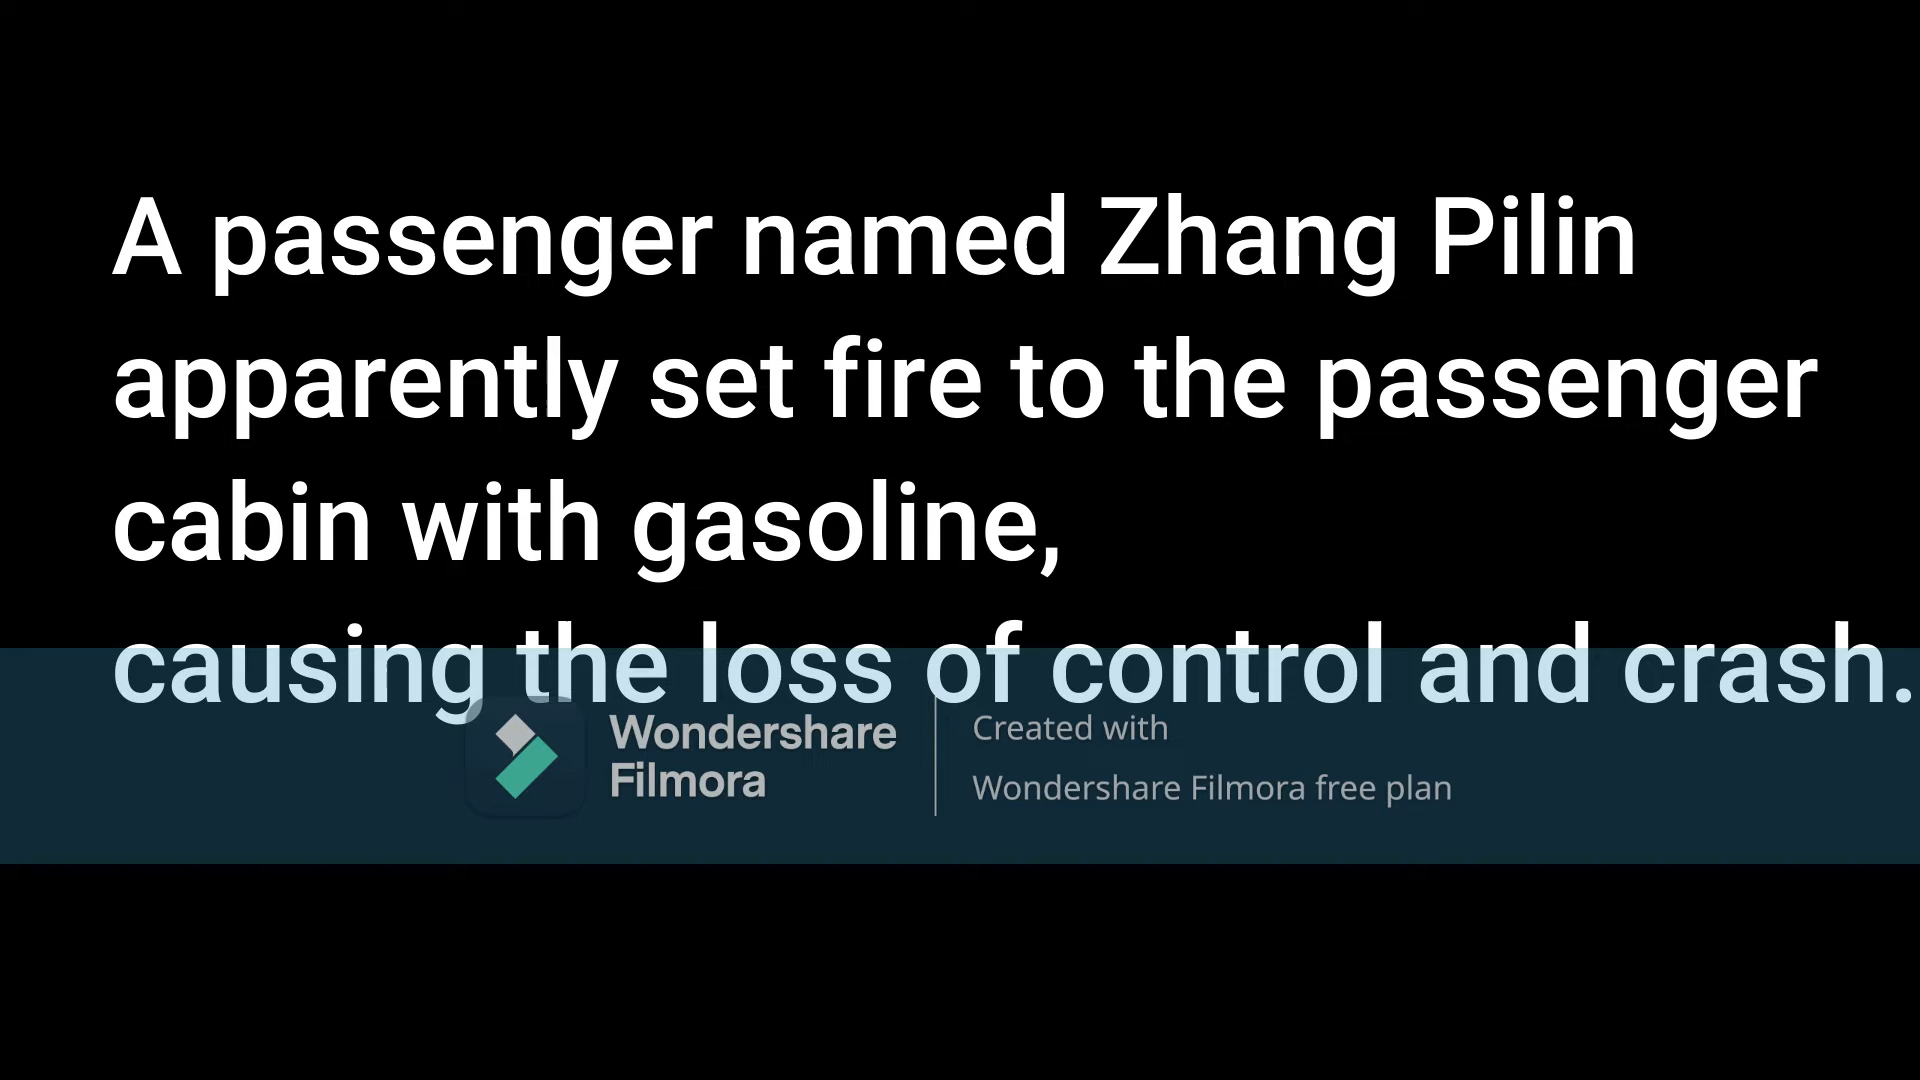 A passenger named Zhang Pilin
apparently set fire to the passenger
cabin with gasoline,
causing the loss of control and crash.
Wondershare
Filmora
Created with
Wondershare Filmora free plan